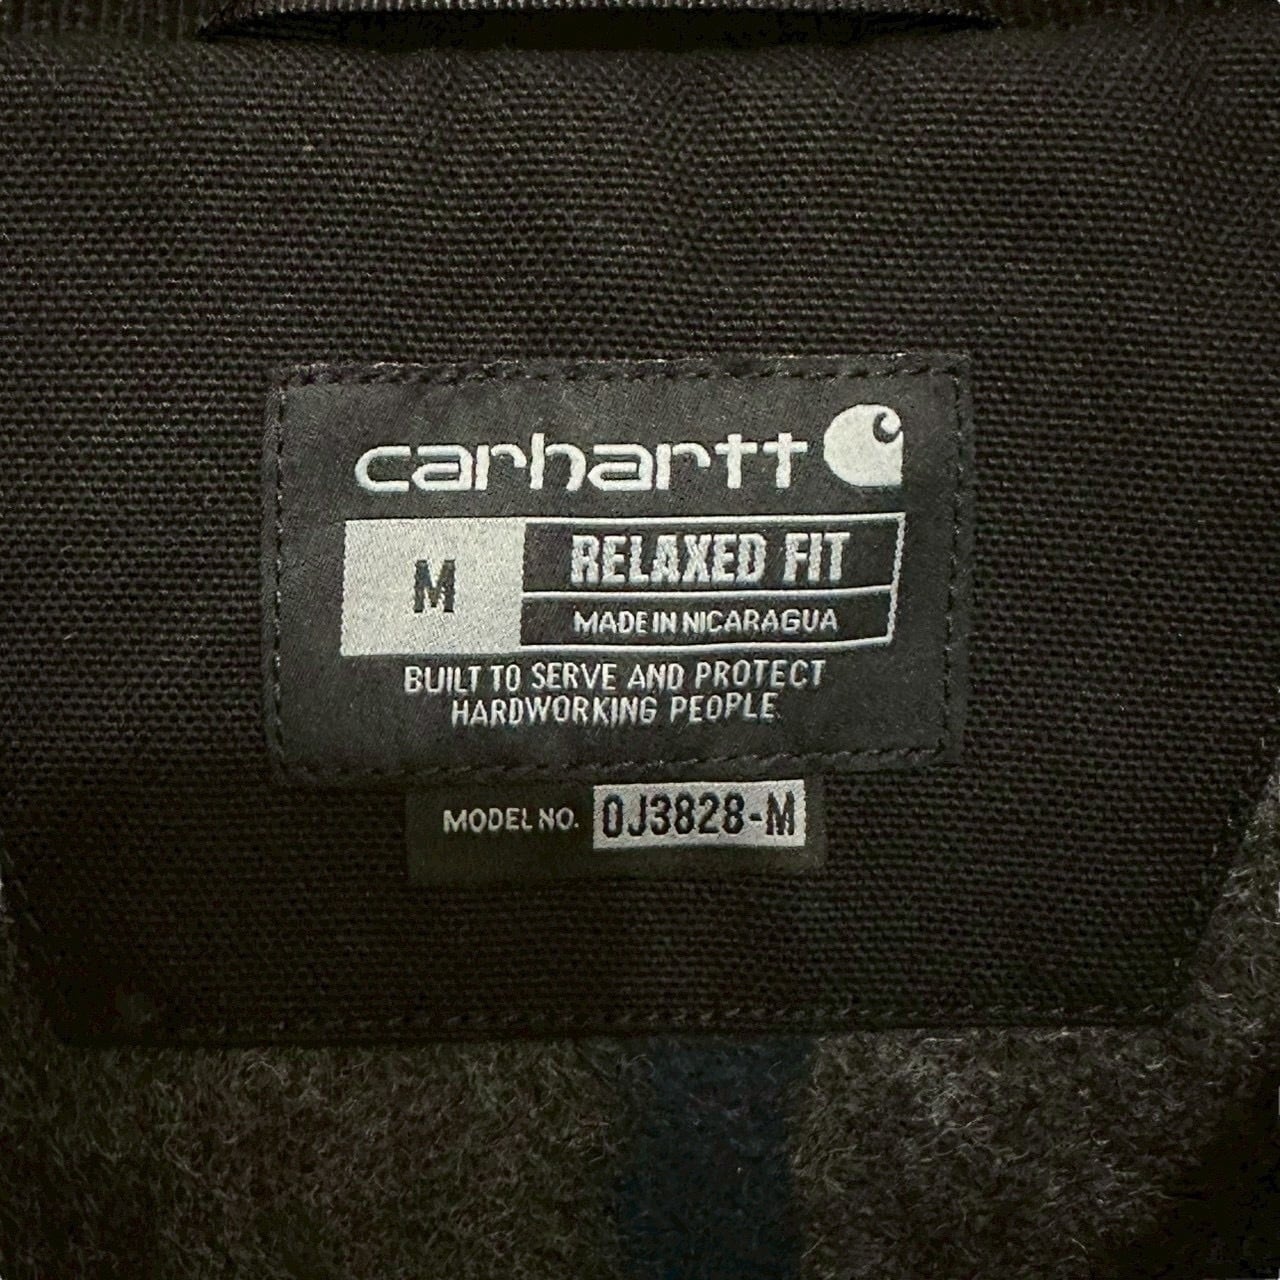 carhartt
M
RELAXED FIT
MADE IN NICARAGUA
BUILT TO SERVE AND PROTECT
HARDWORKING PEOPLE
MODEL NO. 0J3828-M